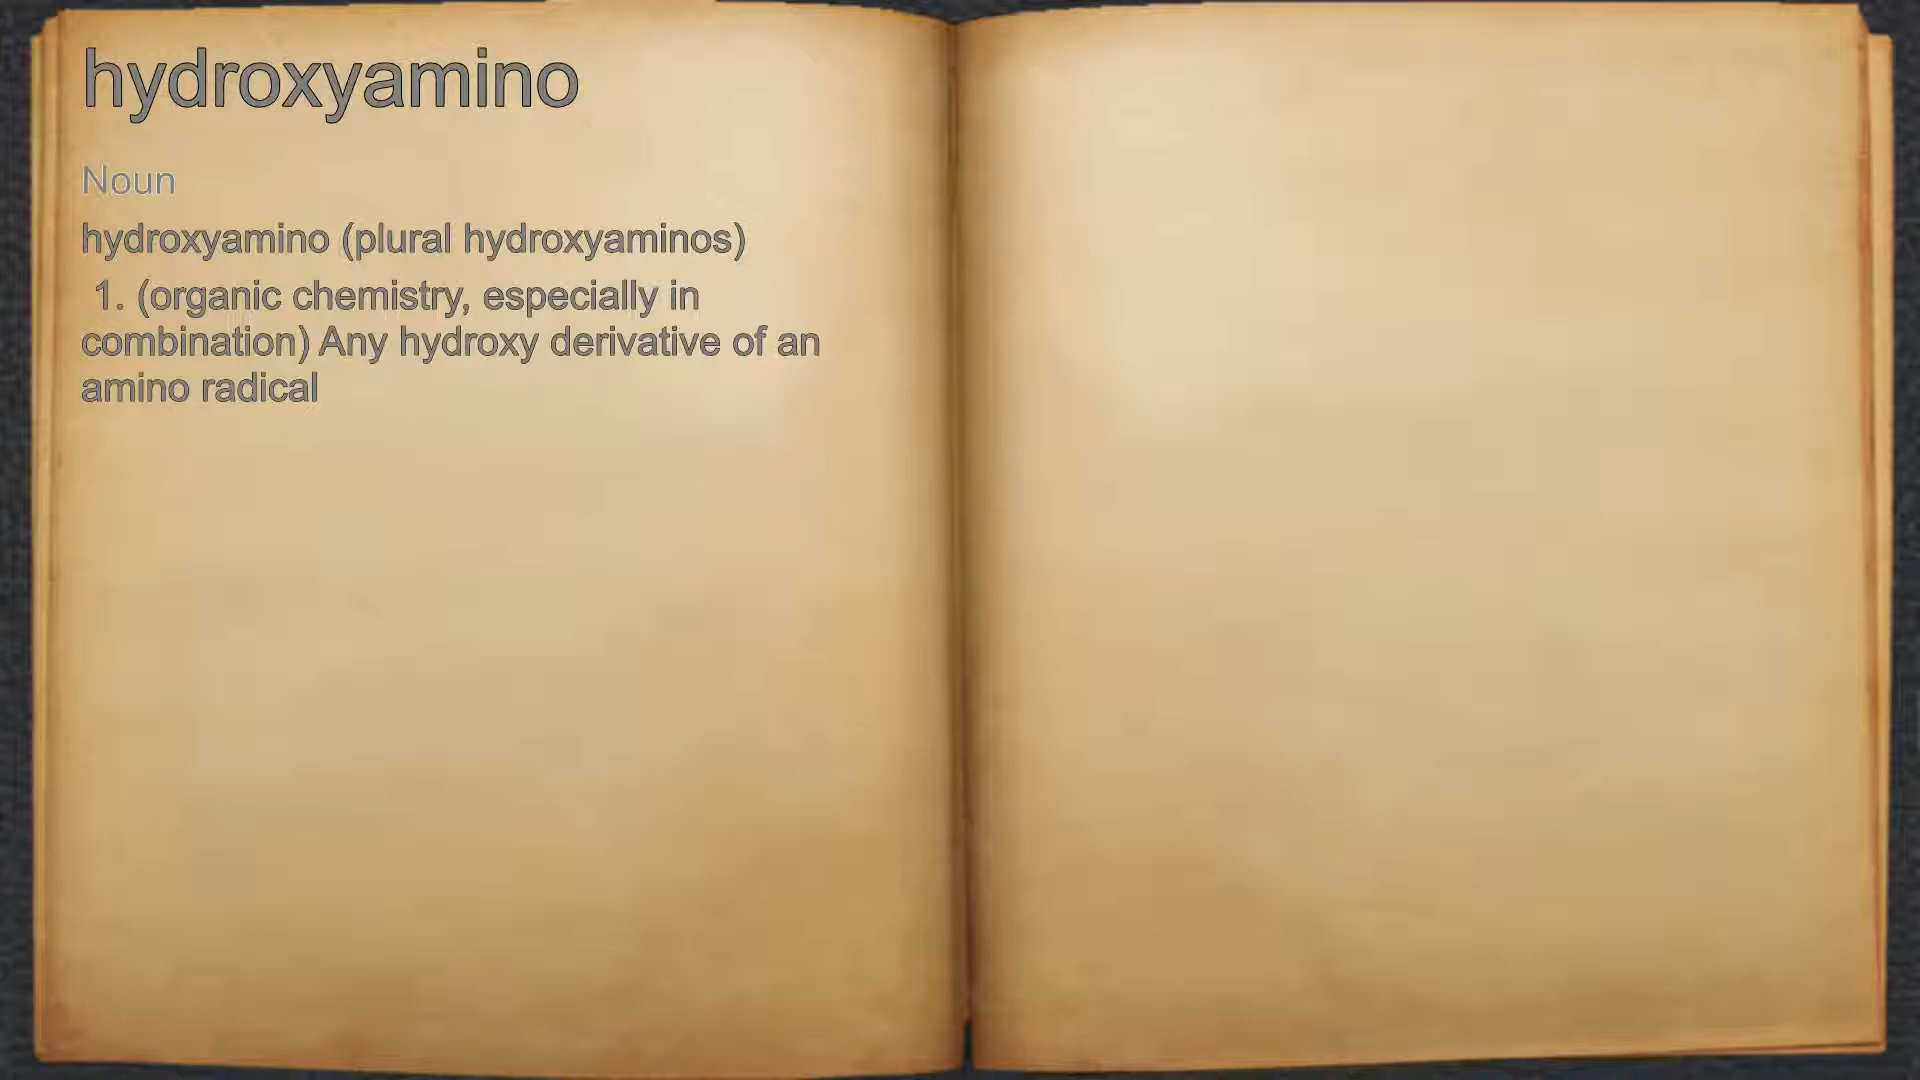 hydroxyamino
Noun
hydroxyamino (plural hydroxyaminos)
1. (organic chemistry, especially in
combination) Any hydroxy derivative of an
amino radical